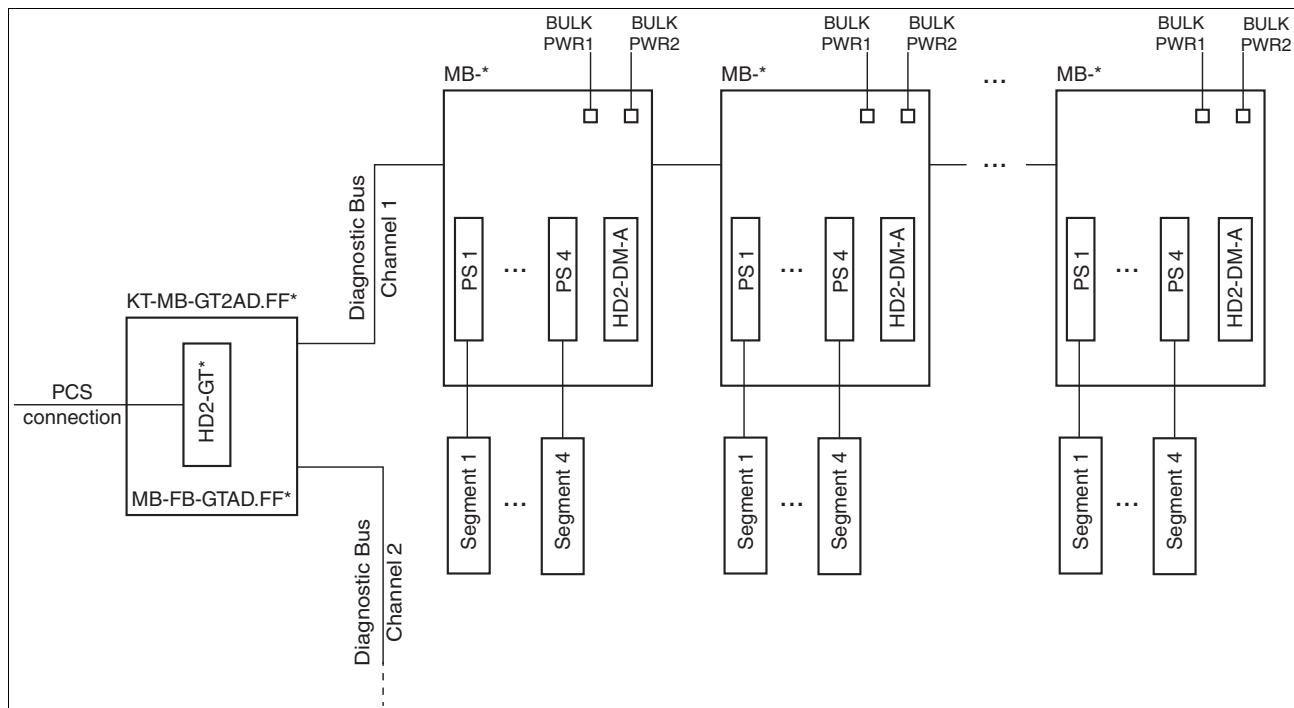 BULK
PWR1
BULK
PWR2
BULK
PWR1
BULK
PWR2
BULK
PWR1
BULK
PWR2
MB-*
MB-*
...
MB-*
...
Diagnostic Bus
Channel 1
PS 1
...
PS 4
HD2-DM-A
PS 1
...
PS 4
HD2-DM-A
PS 1
...
PS 4
HD2-DM-A
KT-MB-GT2AD.FF*
HD2-GT*
PCS
connection
MB-FB-GTAD.FF*
Segment 1
...
Segment 4
Segment 1
...
Segment 4
Segment 1
...
Segment 4
Diagnostic Bus
Channel 2